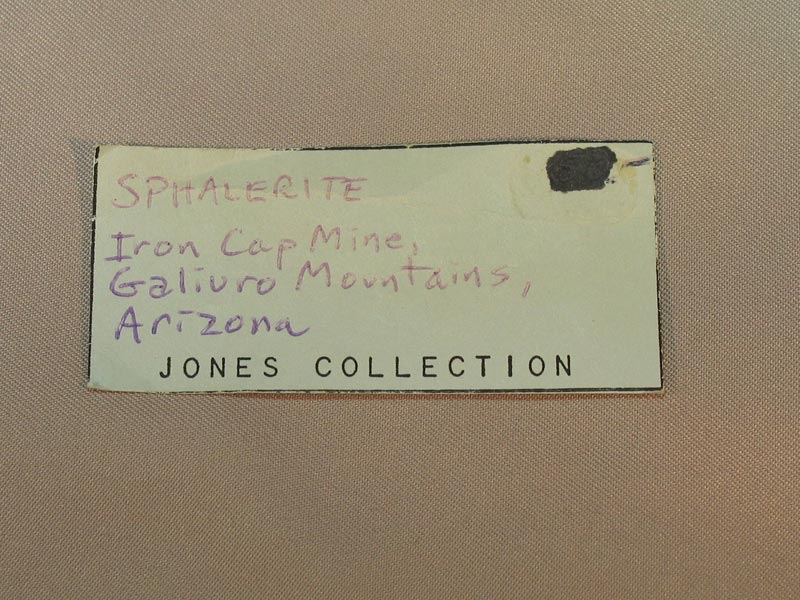 SPHALERITE
Iron Cap Mine,
Galiuro Mountains,
Arizona
JONES COLLECTION